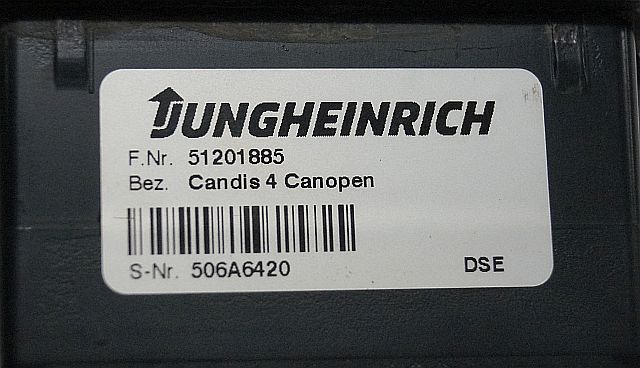 JUNGHEINRICH
F.Nr. 51201885
Bez. Candis 4 Canopen
S-Nr. 506A6420 DSE